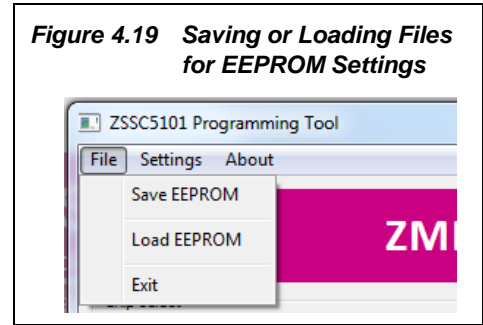 Figure 4.19 Saving or Loading Files
for EEPROM Settings
ZSSC5101 Programming Tool
File Settings About
Save EEPROM
Load EEPROM
Exit